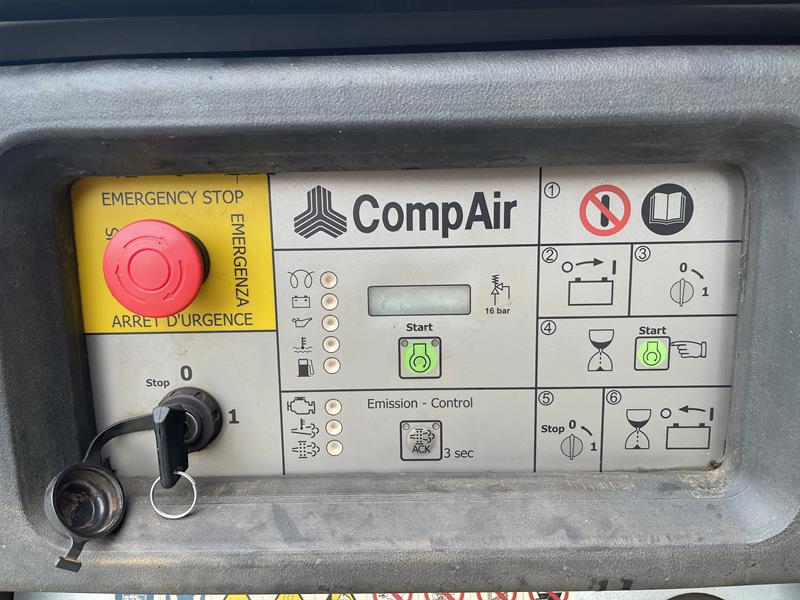 EMERGENCY STOP
EMERGENZA
ARRET D'URGENCE
CompAir
16 bar
Start
Stop
0
1
Emission - Control
ACK
3 sec
1
2
3
0
1
4
Start
5
Stop 0
1
6